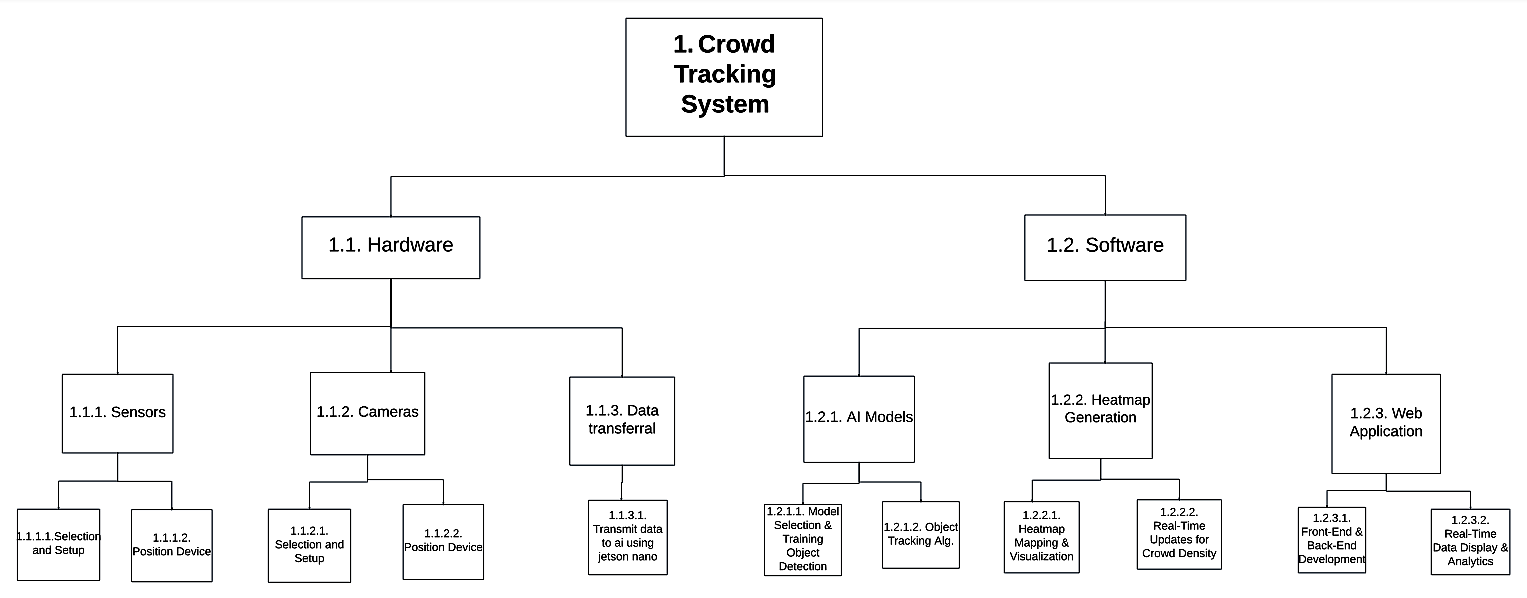 1. Crowd
Tracking
System
1.1. Hardware
1.2. Software
1.1.1. Sensors
1.1.2. Cameras
1.1.3. Data
transferral
1.2.1. AI Models
1.2.2. Heatmap
Generation
1.2.3. Web
Application
1.1.1.1.Selection
and Setup
1.1.1.2.
Position Device
1.1.2.1.
Selection and
Setup
1.1.2.2.
Position Device
1.1.3.1.
Transmit data
to ai using
jetson nano
1.2.1.1. Model
Selection &
Training
Object
Detection
1.2.1.2. Object
Tracking Alg.
1.2.2.1.
Heatmap
Mapping &
Visualization
1.2.2.2.
Real-Time
Updates for
Crowd Density
1.2.3.1.
Front-End &
Back-End
Development
1.2.3.2.
Real-Time
Data Display &
Analytics